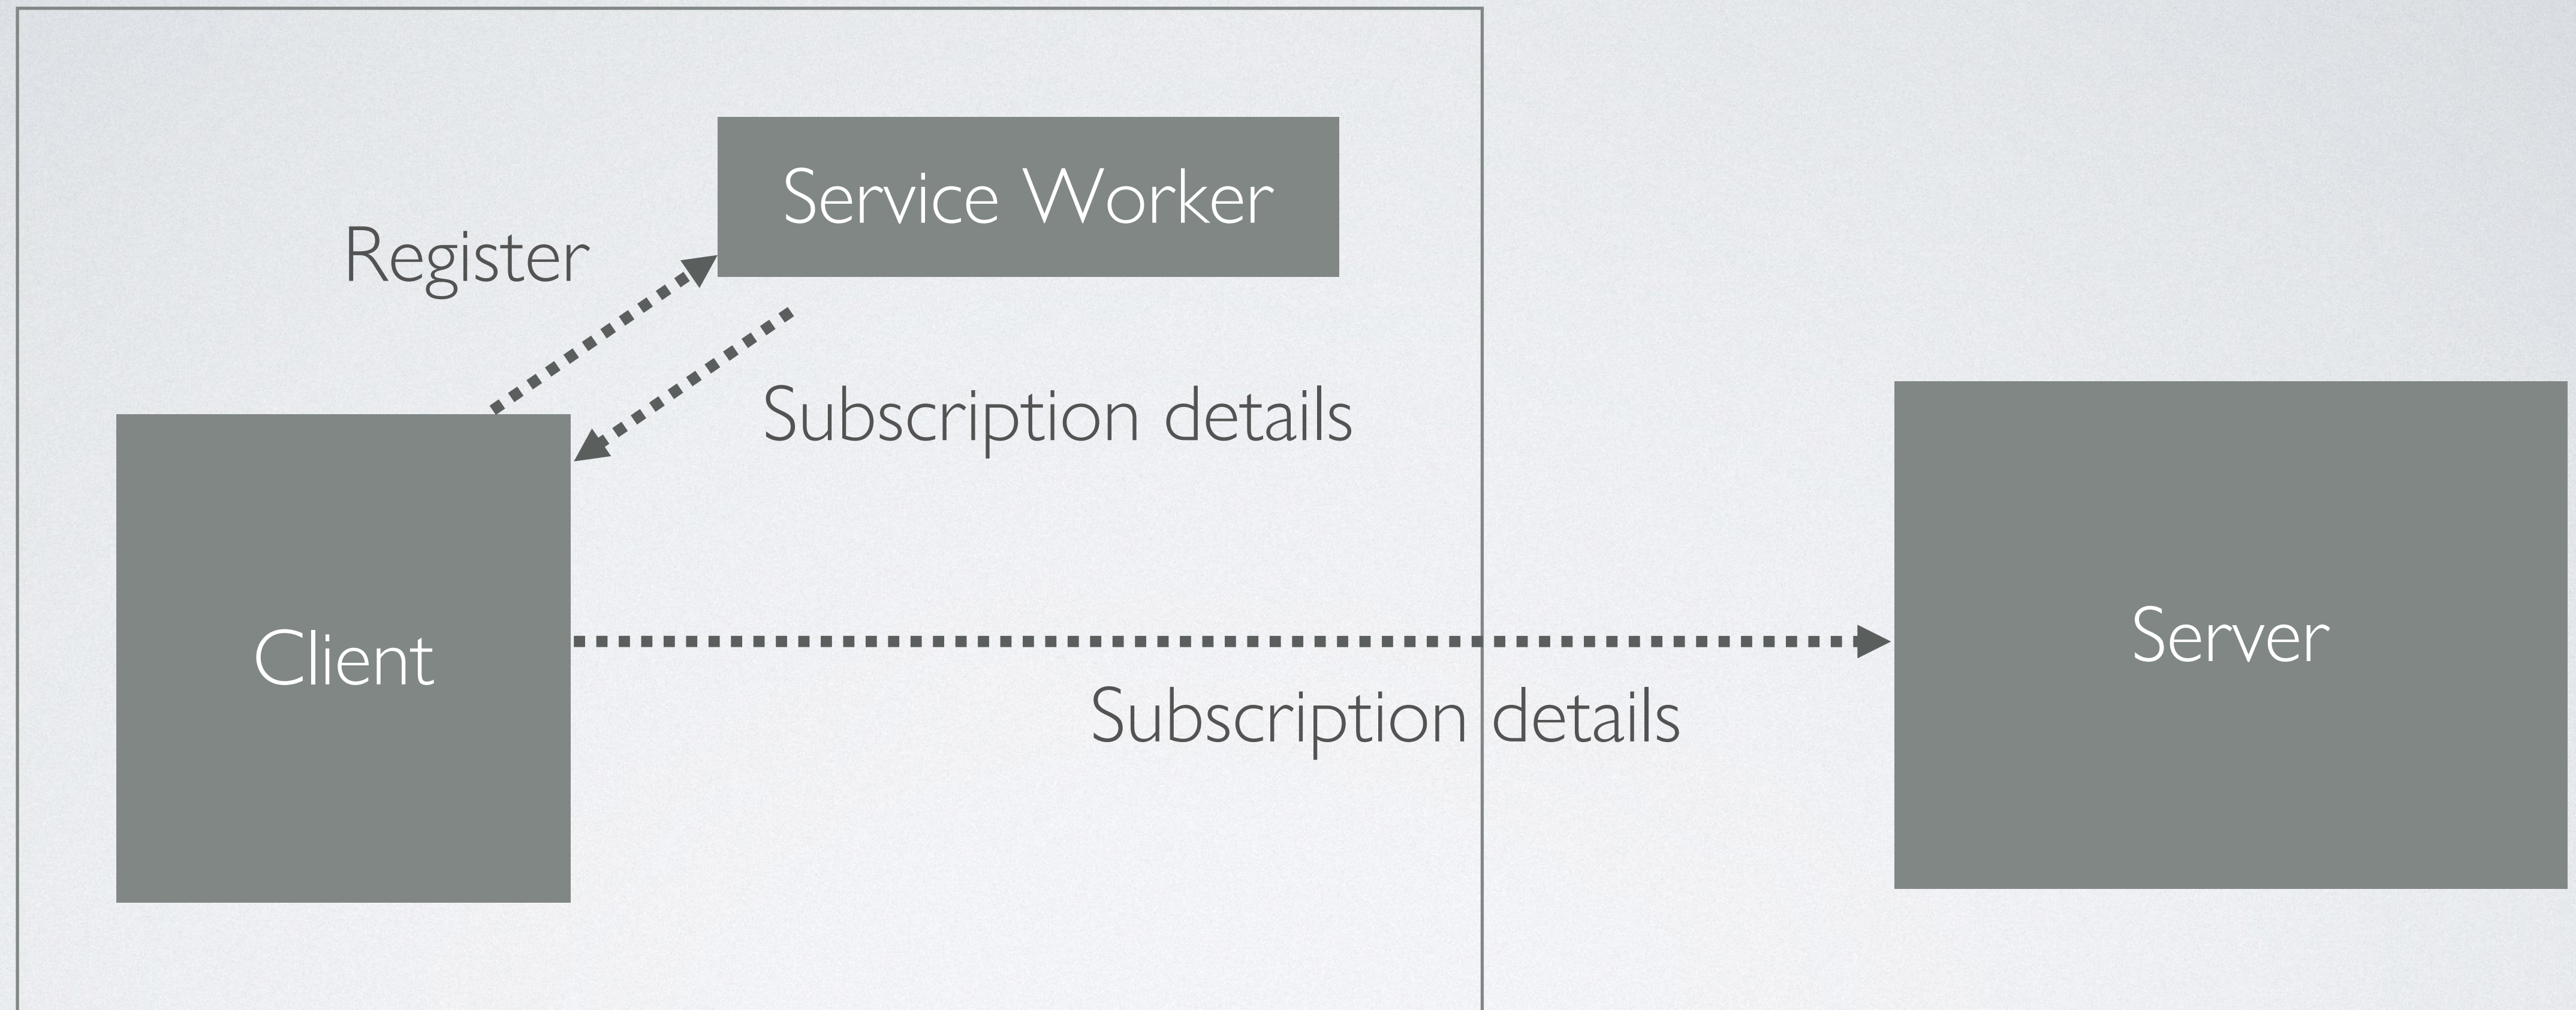 Service Worker
Register
Subscription details
Client
Server
Subscription details